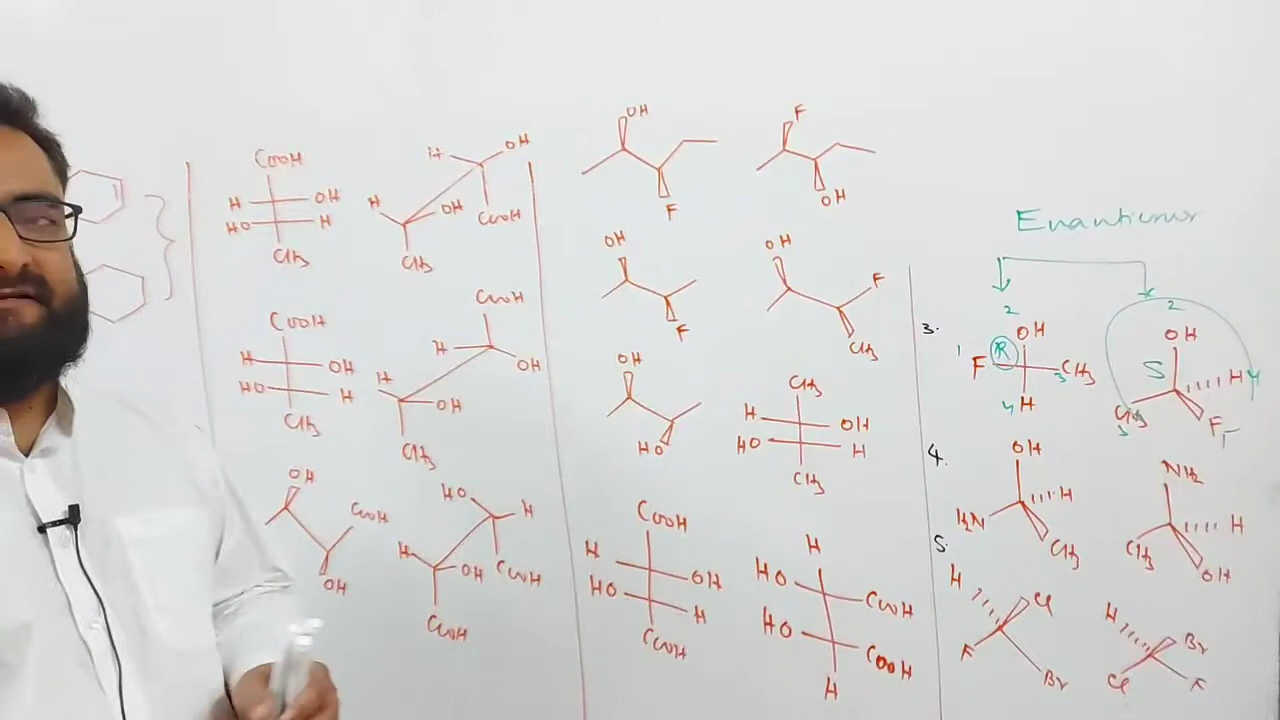 COOH
H OH
HO H
CH3
H OH
H OH COOH
CH3
COOH
H OH
HO H
CH3
COOH
H OH
H OH
CH3
OH
COOH
OH
HO H
H OH COOH
COOH
OH
F
F
OH
OH
F
OH
F
CH3
OH
HO
CH3
H OH
HO H
CH3
COOH
H OH
HO H
COOH
H
HO COOH
HO COOH
H
Enantiomer
3.
2
OH
1 R
F CH3
3
4 H
2
OH
S H 4
CH3 F 1
3
4.
OH
H
H2N CH3
NH2
H
CH3 OH
5.
H Cl
F Br
H Br
Cl F